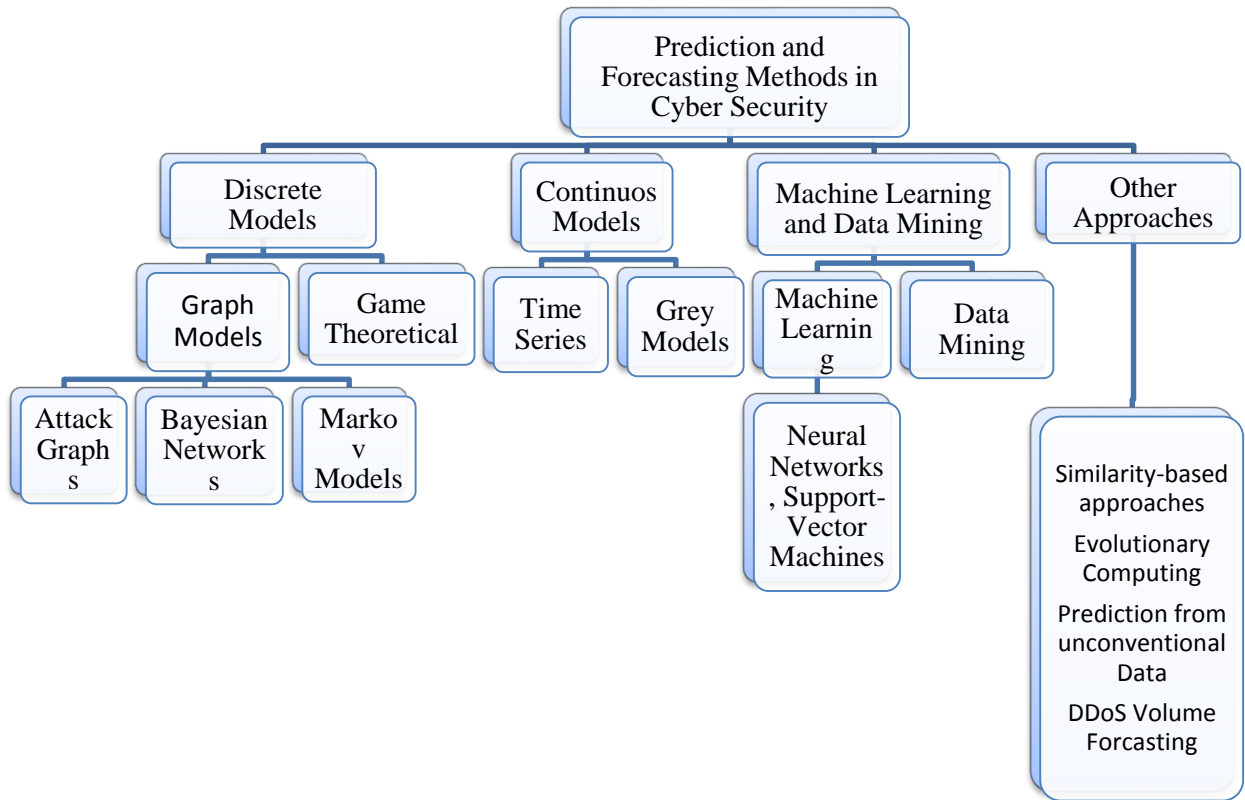 Prediction and
Forecasting Methods in
Cyber Security
Discrete
Models
Continuos
Models
Machine Learning
and Data Mining
Other
Approaches
Graph
Models
Game
Theoretical
Time
Series
Grey
Models
Machine
Learnin
g
Data
Mining
Attack
Graph
s
Bayesian
Network
s
Marko
v
Models
Neural
Networks
, Support-
Vector
Machines
Similarity-based
approaches
Evolutionary
Computing
Prediction from
unconventional
Data
DDoS Volume
Forcasting